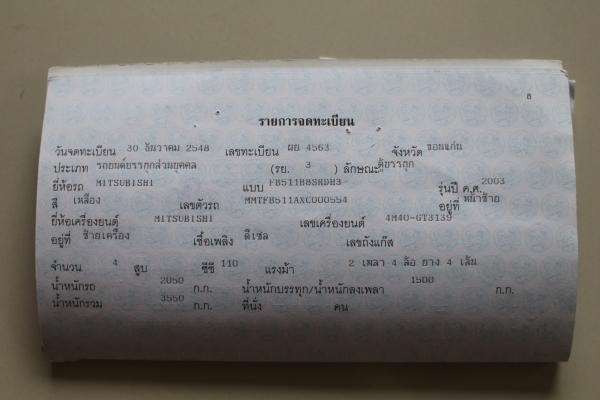 8
รายการจดทะเบียน
วันจดทะเบียน 30 ธันวาคม 2548 เลขทะเบียน ผย 4563 จังหวัด ขอนแก่น
ประเภท รถยนต์บรรทุกส่วนบุคคล (รย. 3 ) ลักษณะ ตู้บรรทุก
ยี่ห้อรถ MITSUBISHI แบบ FB511B8SRDH3 รุ่นปี ค.ศ. 2003
สี เหลือง เลขตัวรถ MMTFB511AXC000554 อยู่ที่ หน้าซ้าย
ยี่ห้อเครื่องยนต์ MITSUBISHI เลขเครื่องยนต์ 4M40-GT3139
อยู่ที่ ซ้ายเครื่อง เชื้อเพลิง ดีเซล เลขถังแก๊ส
จำนวน 4 สูบ ซีซี 110 แรงม้า 2 เพลา 4 ล้อ ยาง 4 เส้น
น้ำหนักรถ 2050 ก.ก. น้ำหนักบรรทุก/น้ำหนักลงเพลา 1500 ก.ก.
น้ำหนักรวม 3550 ก.ก. ที่นั่ง คน